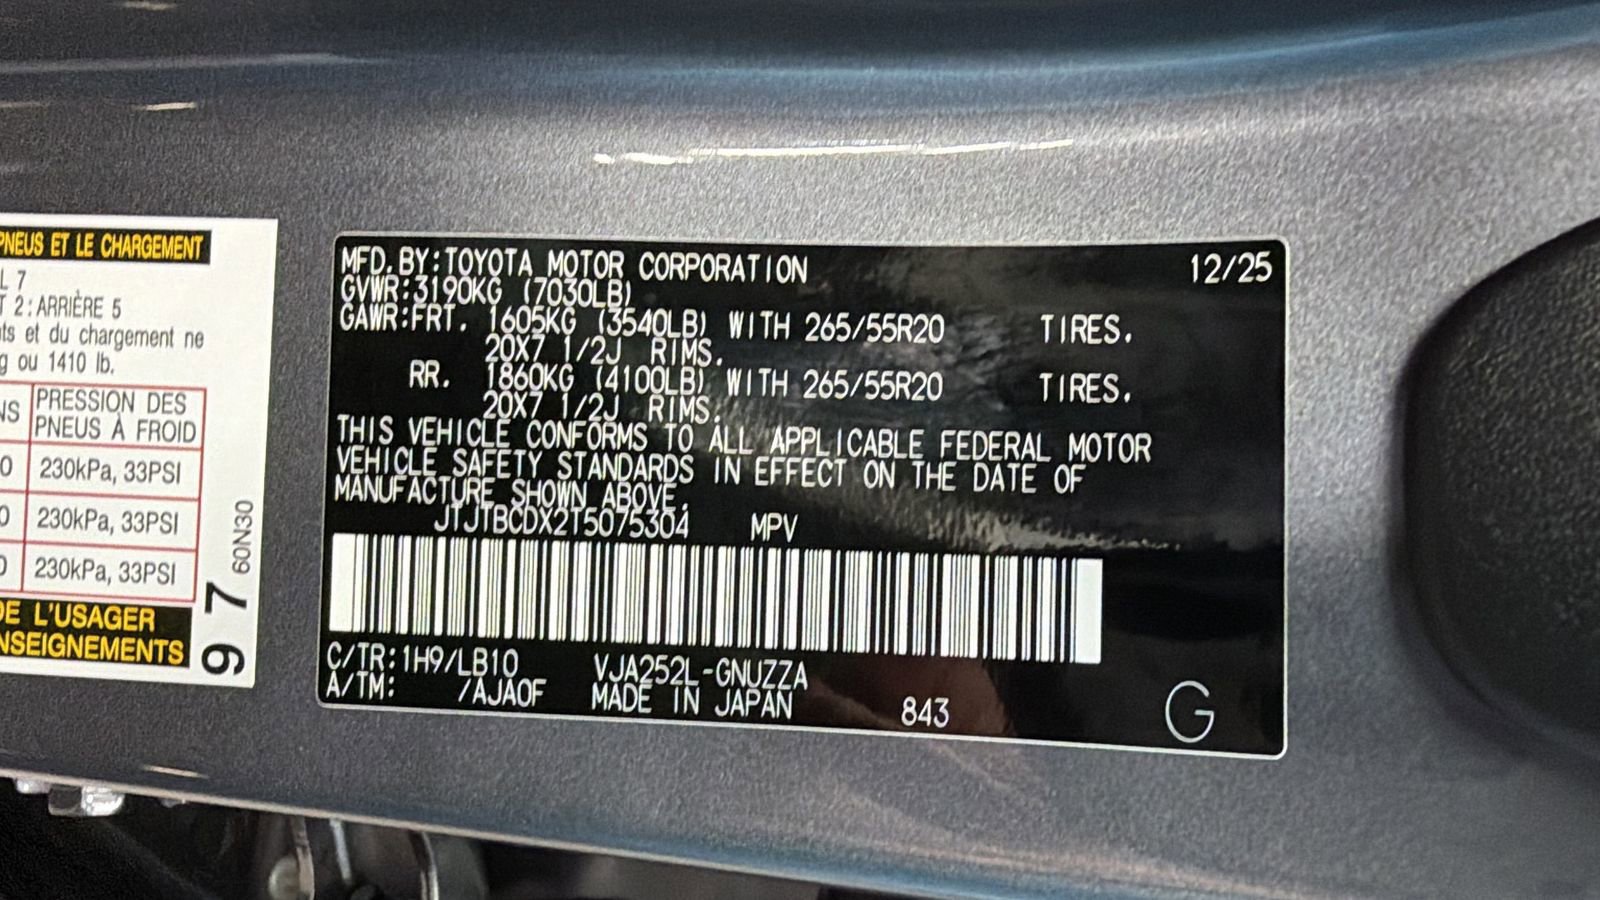 PNEUS ET LE CHARGEMENT
L 7
T 2: ARRIÈRE 5
ts et du chargement ne
g ou 1410 lb.
NS PRESSION DES PNEUS À FROID
0 230kPa, 33PSI
0 230kPa, 33PSI
0 230kPa, 33PSI
DE L'USAGER
NSEIGNEMENTS
97 60N30
MFD. BY: TOYOTA MOTOR CORPORATION 12/25
GVWR: 3190KG (7030LB)
GAWR: FRT. 1605KG (3540LB) WITH 265/55R20 TIRES.
20X7 1/2J RIMS.
RR. 1860KG (4100LB) WITH 265/55R20 TIRES.
20X7 1/2J RIMS.
THIS VEHICLE CONFORMS TO ALL APPLICABLE FEDERAL MOTOR
VEHICLE SAFETY STANDARDS IN EFFECT ON THE DATE OF
MANUFACTURE SHOWN ABOVE.
JTJTBCDX2T5075304 MPV
C/TR: 1H9/LB10 VJA252L-GNUZZA
A/TM: /AJA0F MADE IN JAPAN 843 G